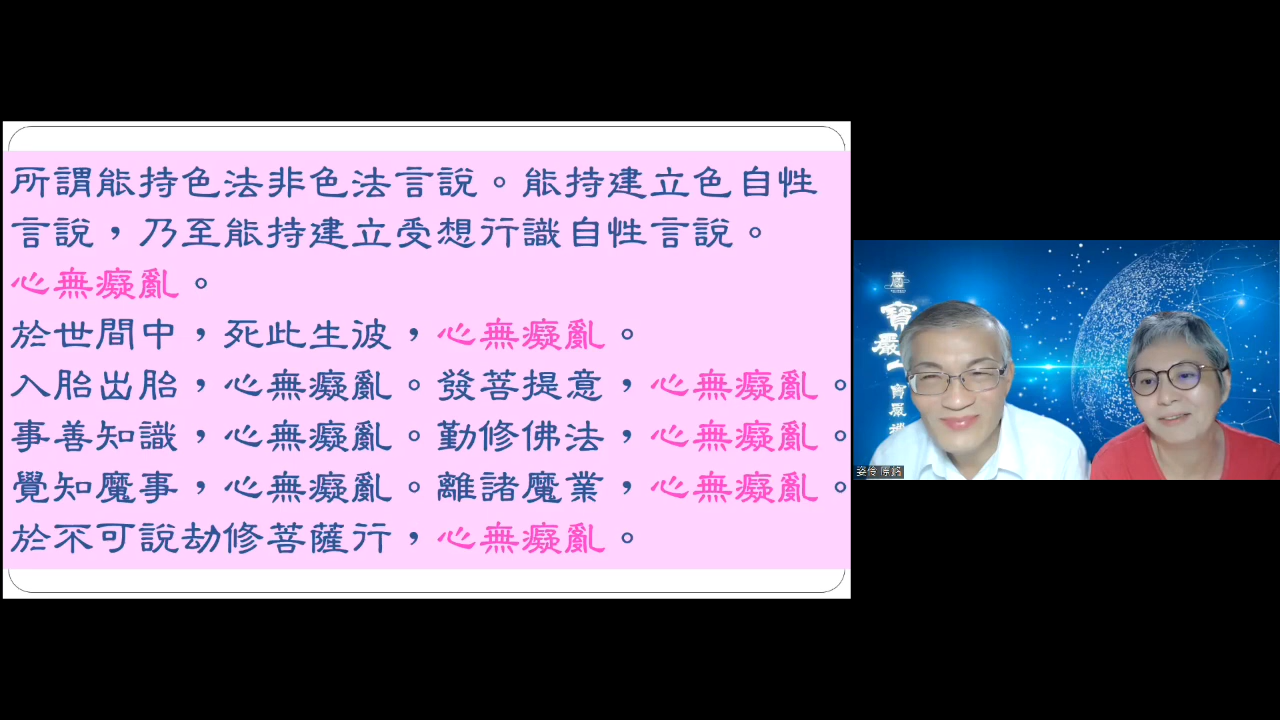 所謂能持色法非色法言說。能持建立色自性
言說，乃至能持建立受想行識自性言說。
心無癡亂。
於世間中，死此生彼，心無癡亂。
入胎出胎，心無癡亂。發菩提意，心無癡亂。
事善知識，心無癡亂。勤修佛法，心無癡亂。
覺知魔事，心無癡亂。離諸魔業，心無癡亂。
於不可說劫修菩薩行，心無癡亂。
寶嚴一